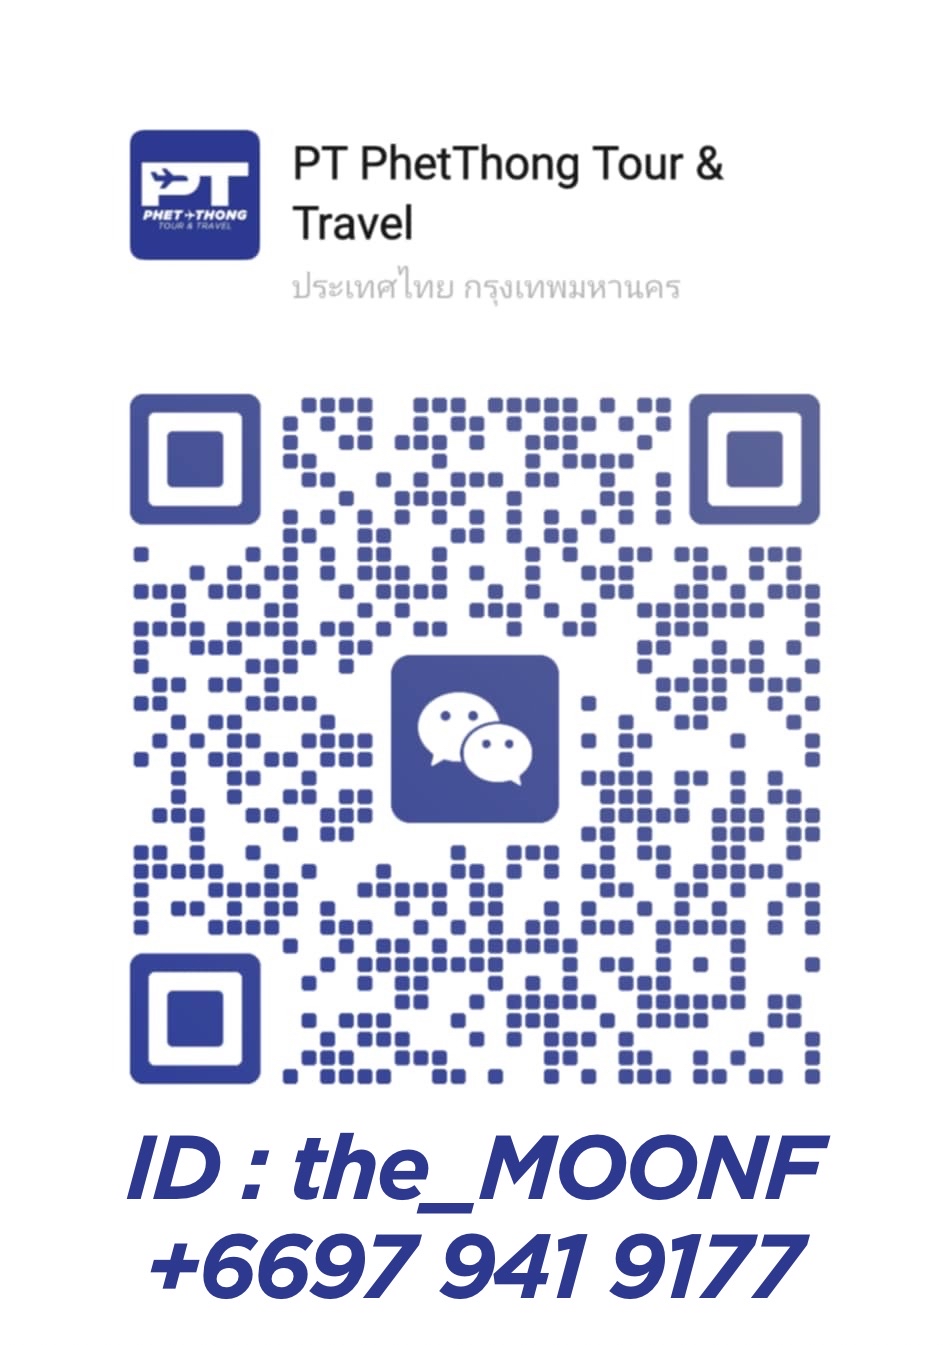 PT
PHET THONG
TOUR & TRAVEL
PT PhetThong Tour &
Travel
ประเทศไทย กรุงเทพมหานคร
ID : the_MOONF
+6697 941 9177